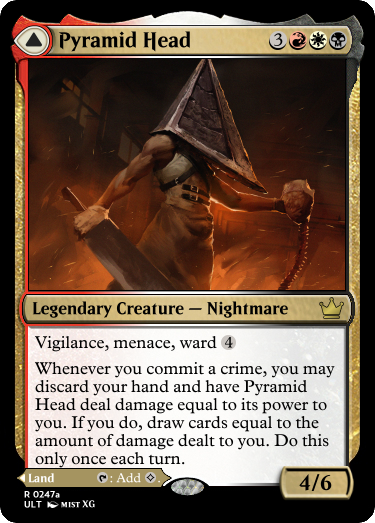 Pyramid Head 3
Legendary Creature — Nightmare
Vigilance, menace, ward 4
Whenever you commit a crime, you may
discard your hand and have Pyramid
Head deal damage equal to its power to
you. If you do, draw cards equal to the
amount of damage dealt to you. Do this
only once each turn.
Land : Add .
4/6
R 0247a
ULT MIST XG